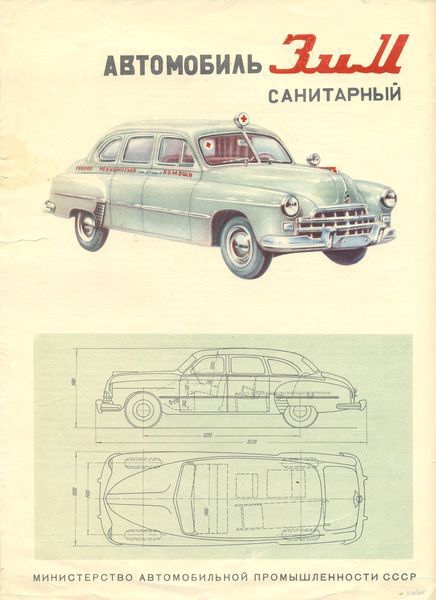 АВТОМОБИЛЬ ЗиМ
САНИТАРНЫЙ
СКОРАЯ МЕДИЦИНСКАЯ ПОМОЩЬ
МИНИСТЕРСТВО АВТОМОБИЛЬНОЙ ПРОМЫШЛЕННОСТИ СССР